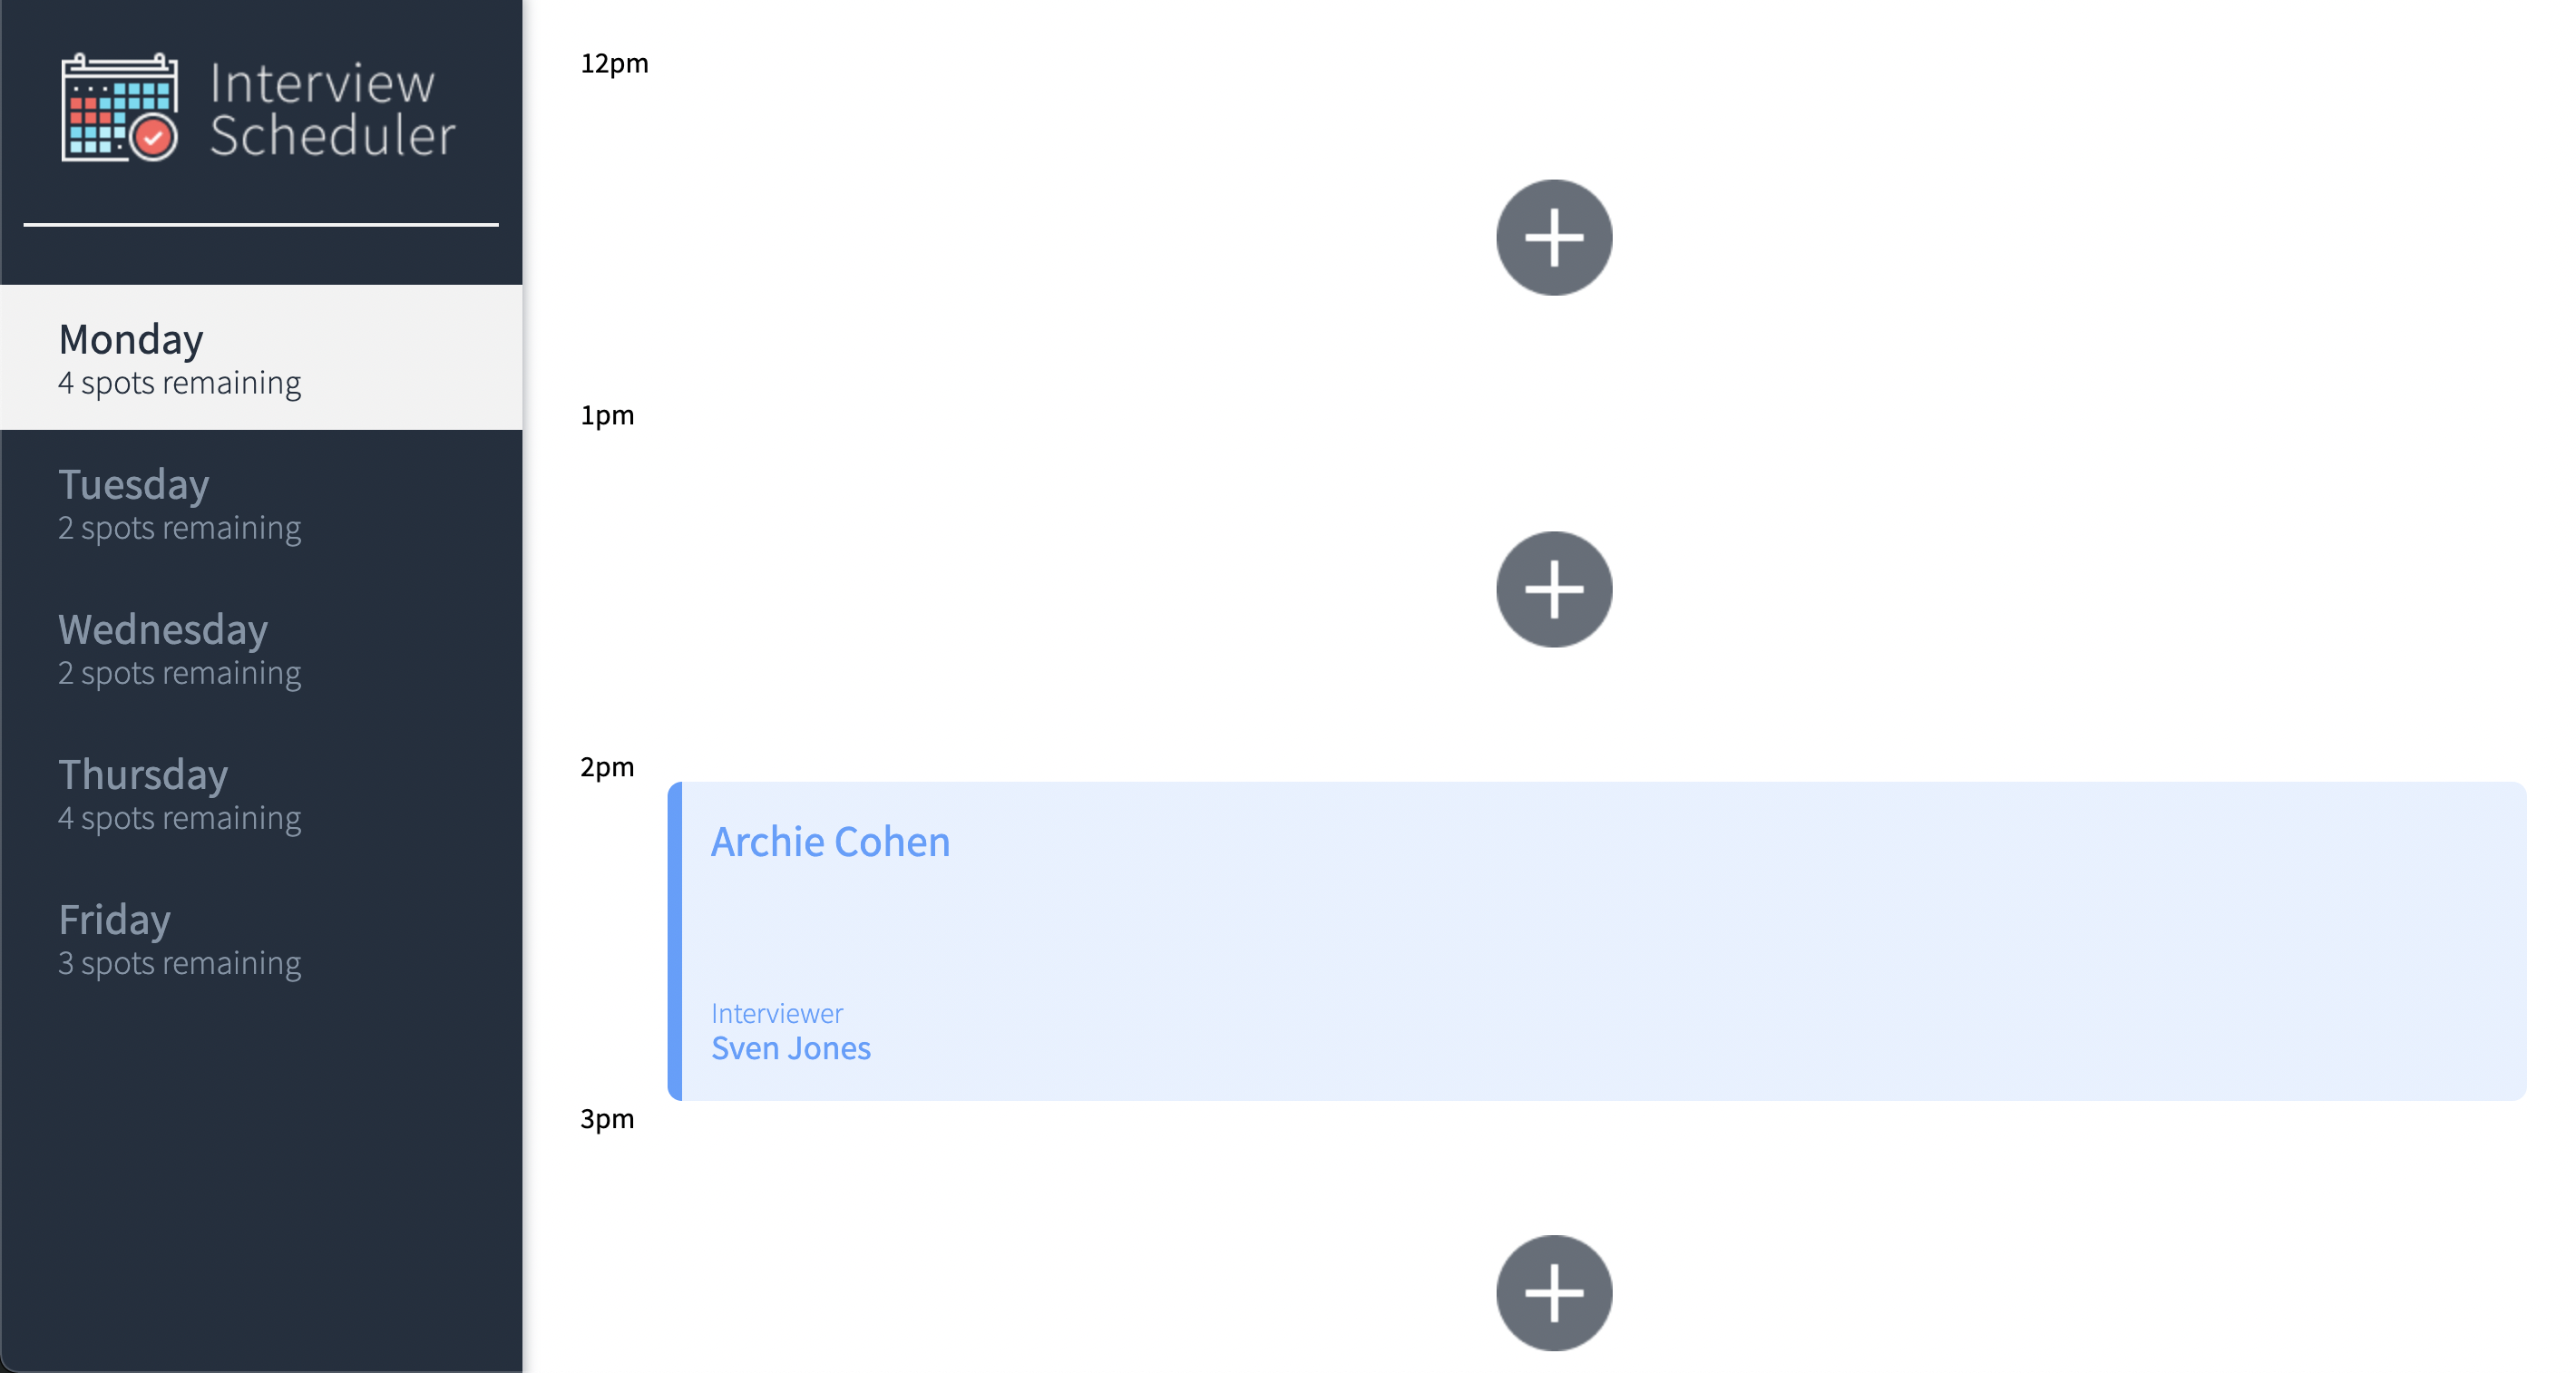 Interview
Scheduler
Monday
4 spots remaining
Tuesday
2 spots remaining
Wednesday
2 spots remaining
Thursday
4 spots remaining
Friday
3 spots remaining
12pm
1pm
2pm
Archie Cohen
Interviewer
Sven Jones
3pm